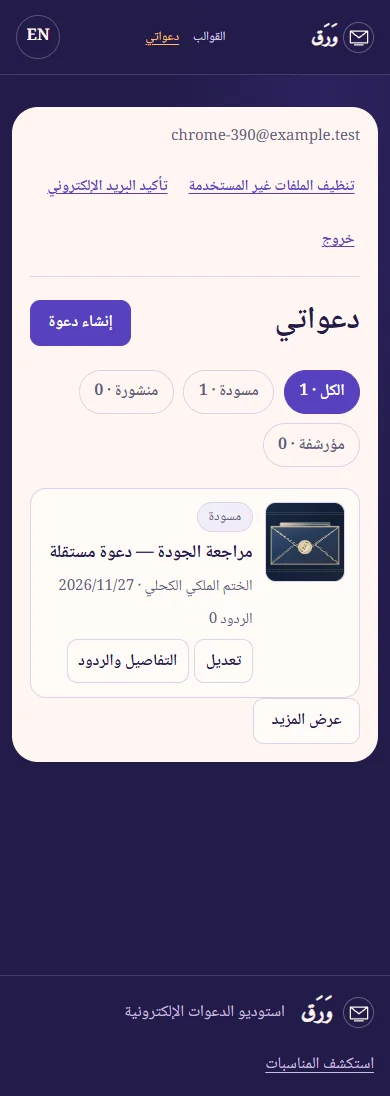 وَرَق
القوالب
دعواتي
EN
chrome-390@example.test
تنظيف الملفات غير المستخدمة
تأكيد البريد الإلكتروني
خروج
دعواتي
إنشاء دعوة
الكل · 1
مسودة · 1
منشورة · 0
مؤرشفة · 0
مسودة
مراجعة الجودة — دعوة مستقلة
الختم الملكي الكحلي · 2026/11/27
الردود 0
تعديل
التفاصيل والردود
عرض المزيد
وَرَق
استوديو الدعوات الإلكترونية
استكشف المناسبات